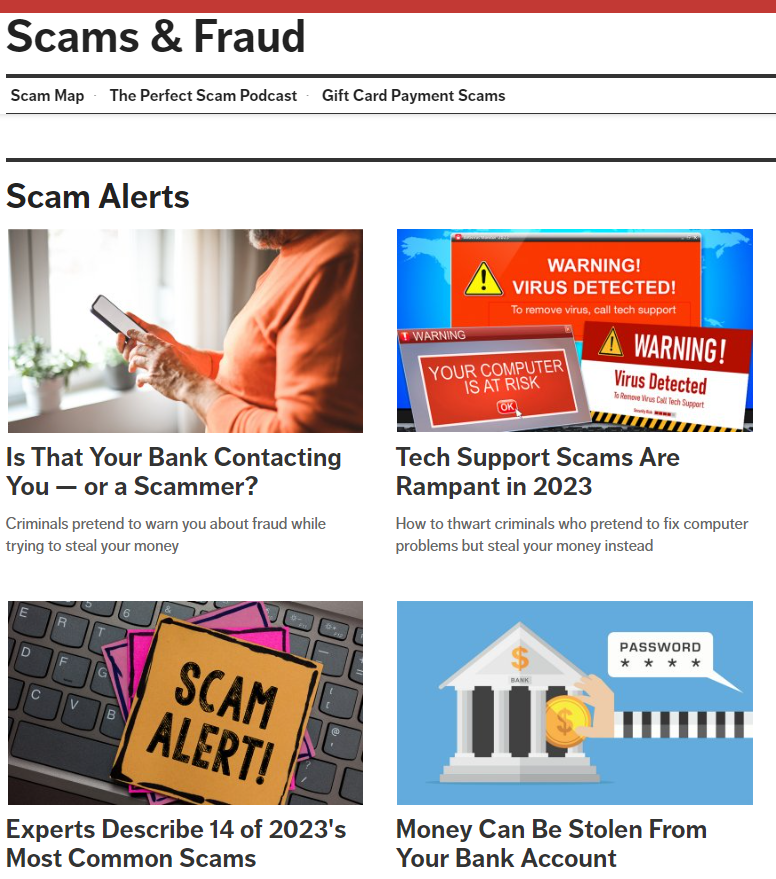 Scams & Fraud
Scam Map · The Perfect Scam Podcast · Gift Card Payment Scams
Scam Alerts
WARNING!
VIRUS DETECTED!
To remove virus, call tech support
WARNING
YOUR COMPUTER
IS AT RISK
OK
WARNING!
Virus Detected
To Remove Virus Call Tech Support
Is That Your Bank Contacting
You — or a Scammer?
Criminals pretend to warn you about fraud while
trying to steal your money
Tech Support Scams Are
Rampant in 2023
How to thwart criminals who pretend to fix computer
problems but steal your money instead
5 6 &
E R T
D F G
C V B
SCAM
ALERT!
$
BANK
$
PASSWORD
* * * *
Experts Describe 14 of 2023's
Most Common Scams
Money Can Be Stolen From
Your Bank Account